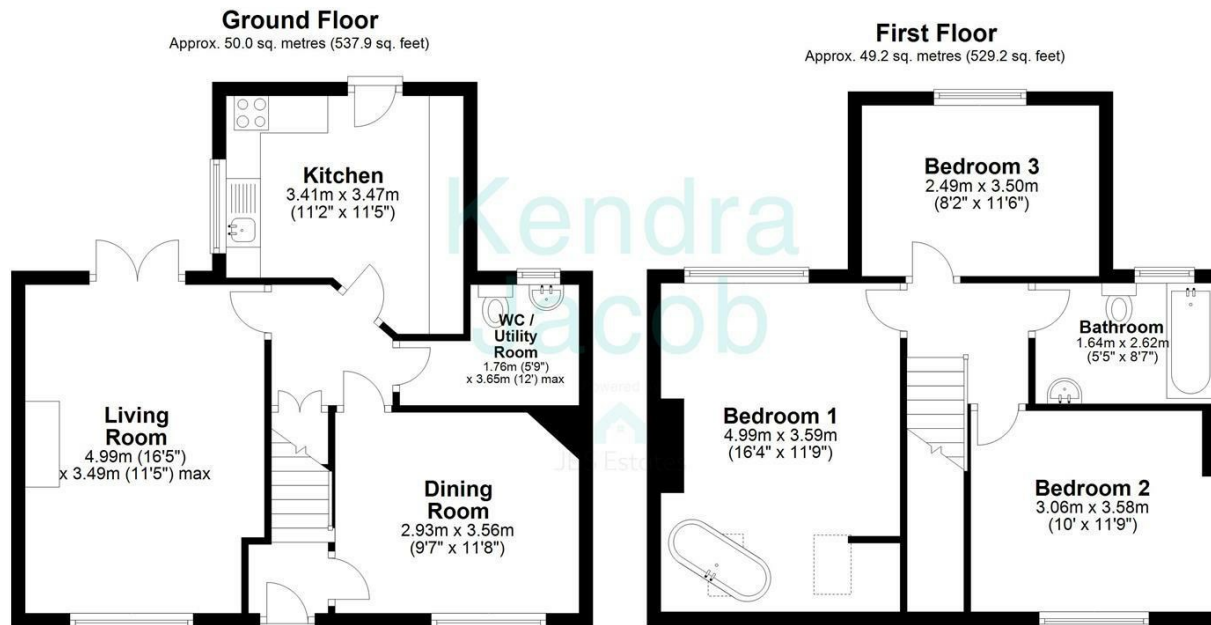 Ground Floor
Approx. 50.0 sq. metres (537.9 sq. feet)
Kitchen
3.41m x 3.47m
(11'2" x 11'5")
WC /
Utility
Room
1.76m (5'9")
x 3.65m (12') max
Living
Room
4.99m (16'5")
x 3.49m (11'5") max
Dining
Room
2.93m x 3.56m
(9'7" x 11'8")
First Floor
Approx. 49.2 sq. metres (529.2 sq. feet)
Bedroom 3
2.49m x 3.50m
(8'2" x 11'6")
Bathroom
1.64m x 2.62m
(5'5" x 8'7")
Bedroom 1
4.99m x 3.59m
(16'4" x 11'9")
Bedroom 2
3.06m x 3.58m
(10' x 11'9")
Kendra
Jacob